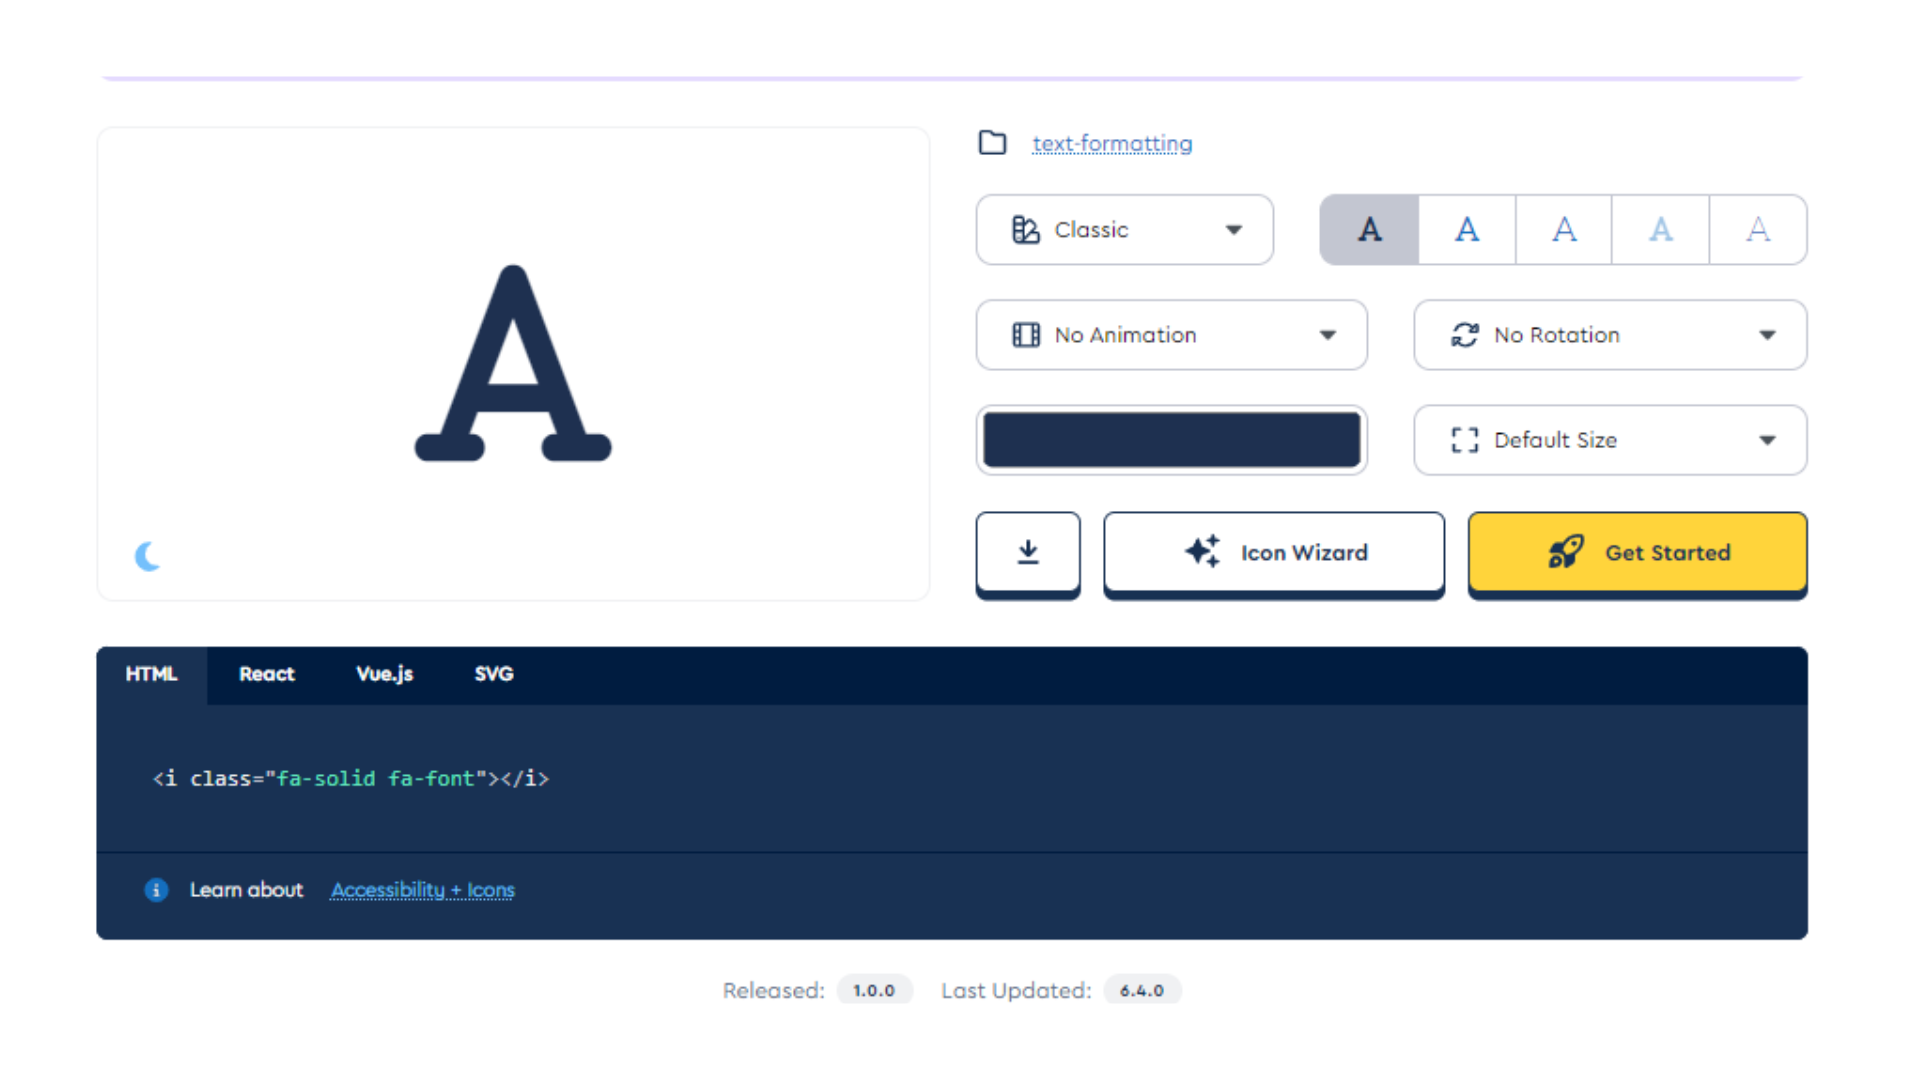 text-formatting
Classic
A A A A A
No Animation
No Rotation
A
Default Size
Icon Wizard
Get Started
HTML React Vue.js SVG
<i class="fa-solid fa-font"></i>
Learn about Accessibility + Icons
Released: 1.0.0 Last Updated: 6.4.0